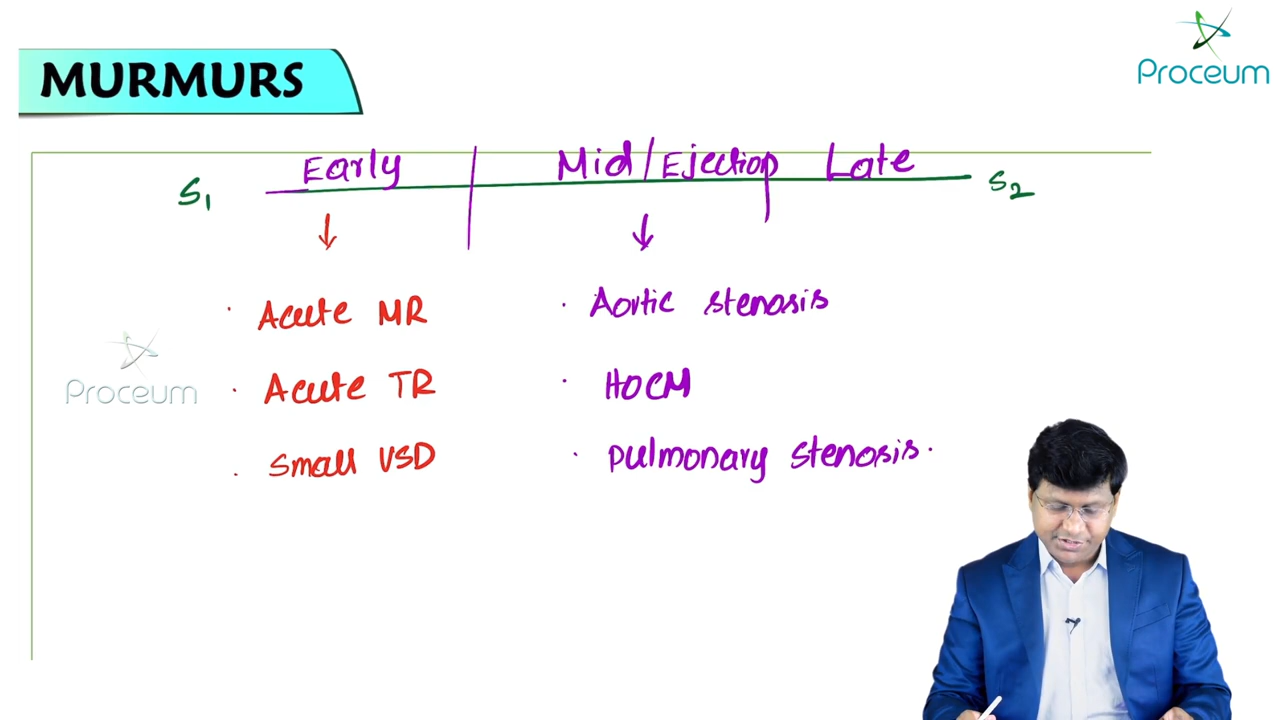 Proceum
MURMURS
Early Mid/Ejection Late
S1 S2
· Acute MR · Aortic stenosis
Proceum
· Acute TR · HOCM
· Small VSD · Pulmonary stenosis.